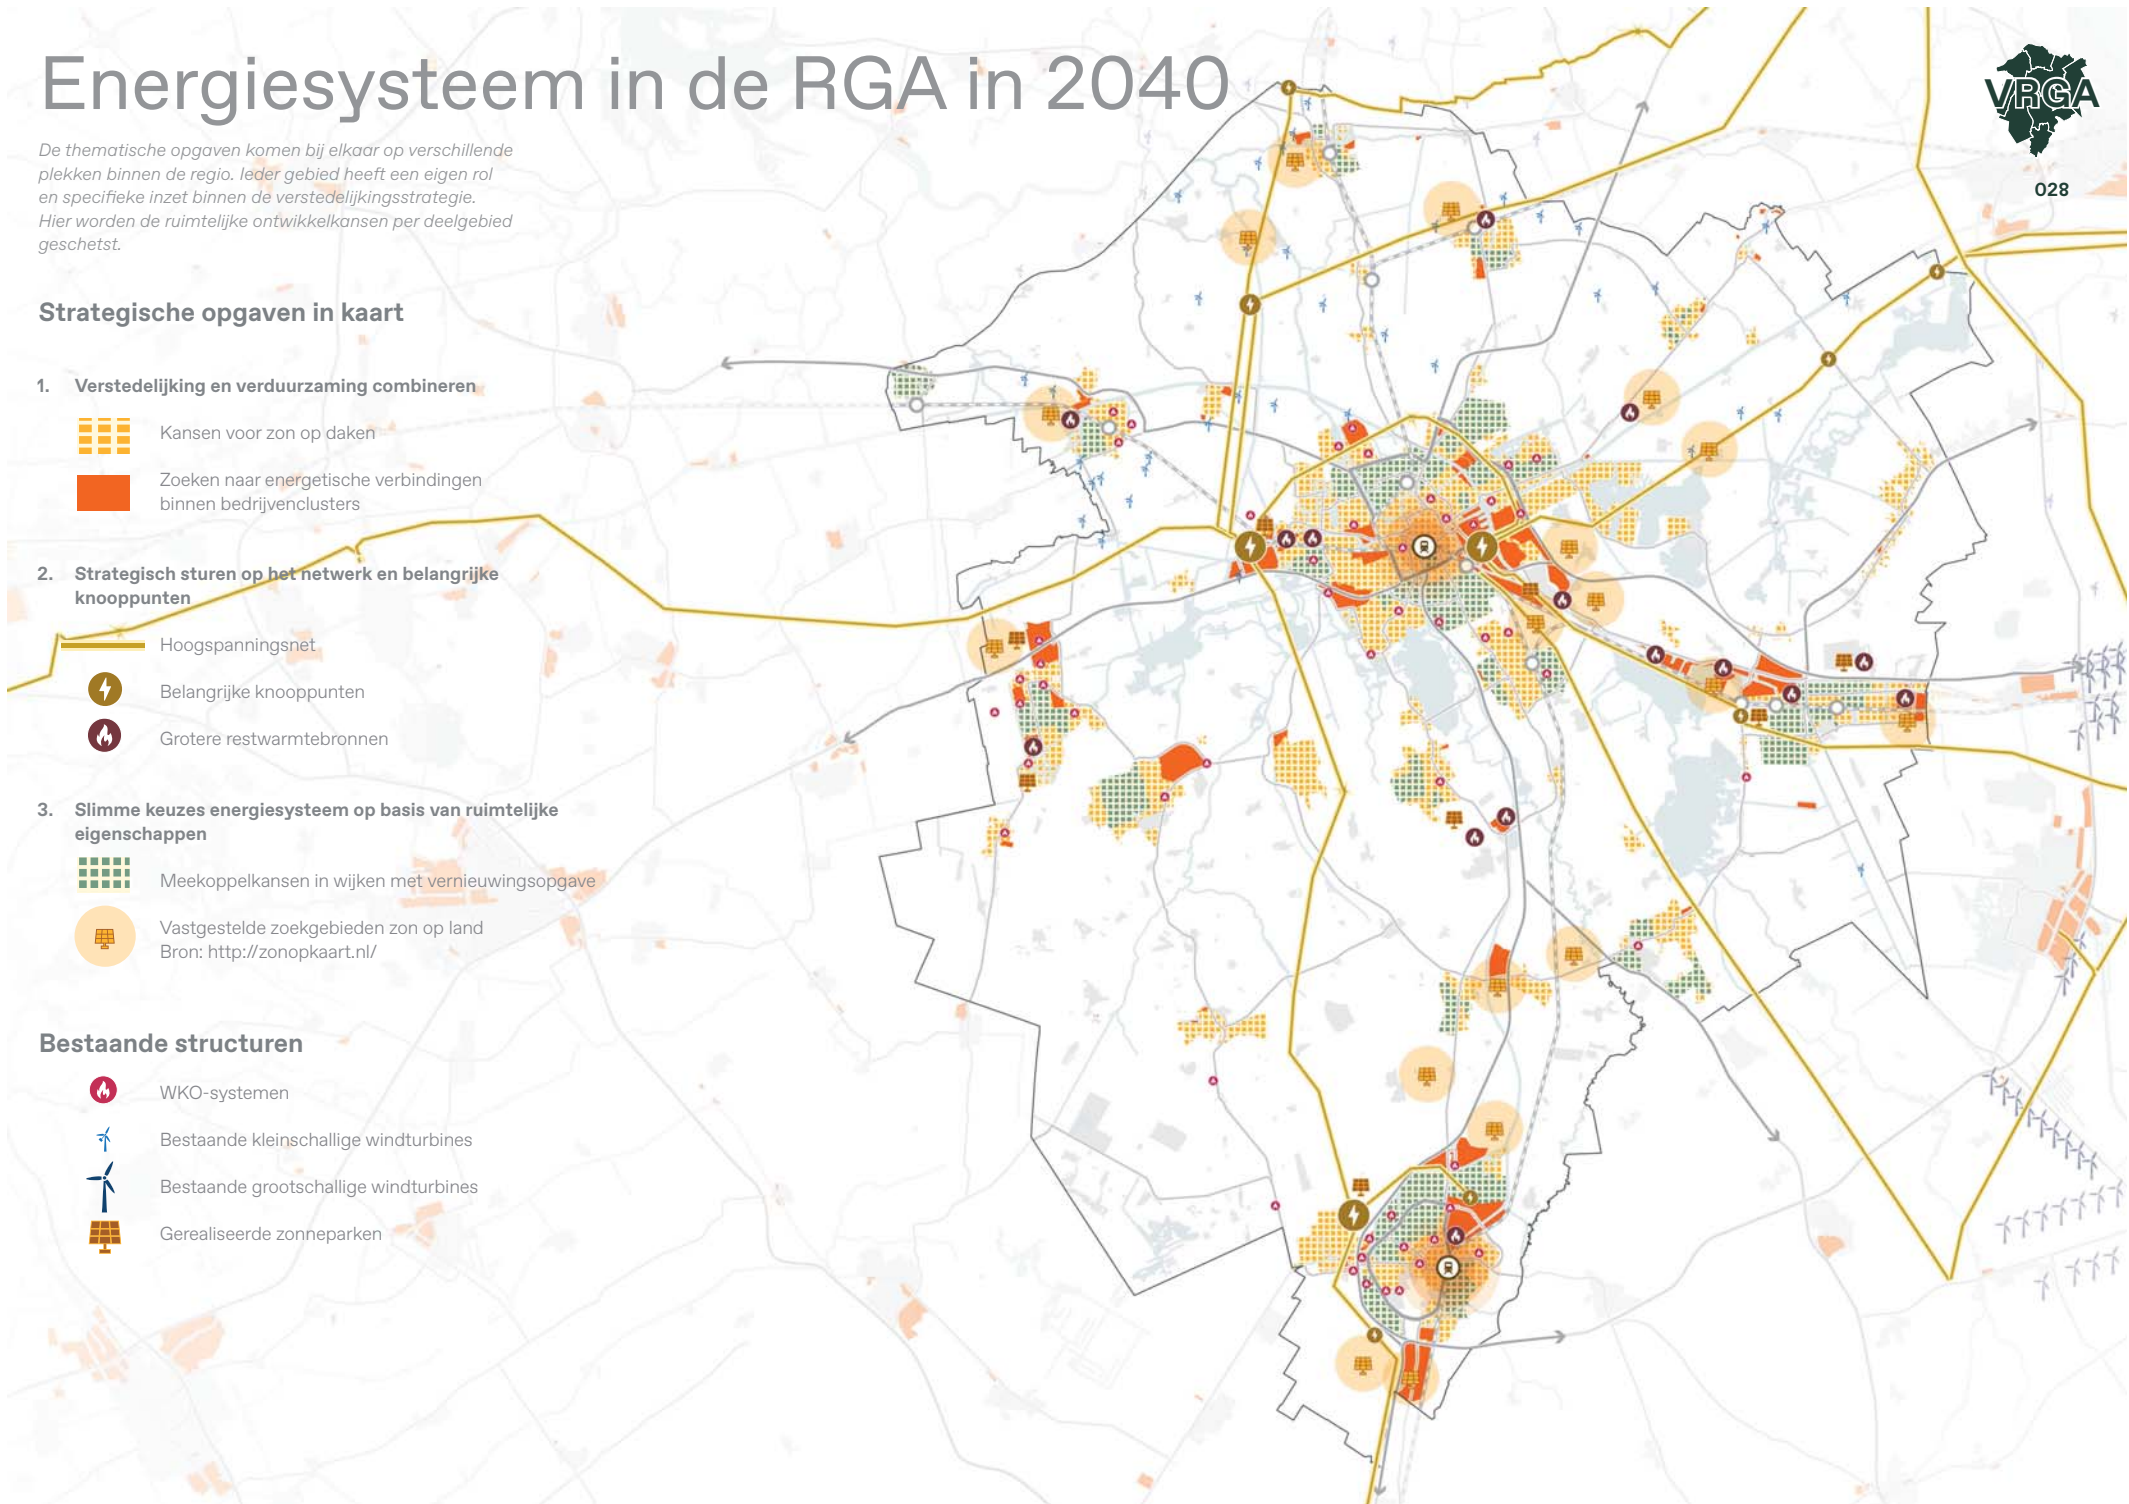 Energiesysteem in de RGA in 2040
De thematische opgaven komen bij elkaar op verschillende
plekken binnen de regio. Ieder gebied heeft een eigen rol
en specifieke inzet binnen de verstedelijkingsstrategie.
Hier worden de ruimtelijke ontwikkelkansen per deelgebied
geschetst.
VRGA
028
Strategische opgaven in kaart
1. Verstedelijking en verduurzaming combineren
Kansen voor zon op daken
Zoeken naar energetische verbindingen
binnen bedrijvenclusters
2. Strategisch sturen op het netwerk en belangrijke
knooppunten
Hoogspanningsnet
Belangrijke knooppunten
Grotere restwarmtebronnen
3. Slimme keuzes energiesysteem op basis van ruimtelijke
eigenschappen
Meekoppelkansen in wijken met vernieuwingsopgave
Vastgestelde zoekgebieden zon op land
Bron: http://zonopkaart.nl/
Bestaande structuren
WKO-systemen
Bestaande kleinschallige windturbines
Bestaande grootschallige windturbines
Gerealiseerde zonneparken